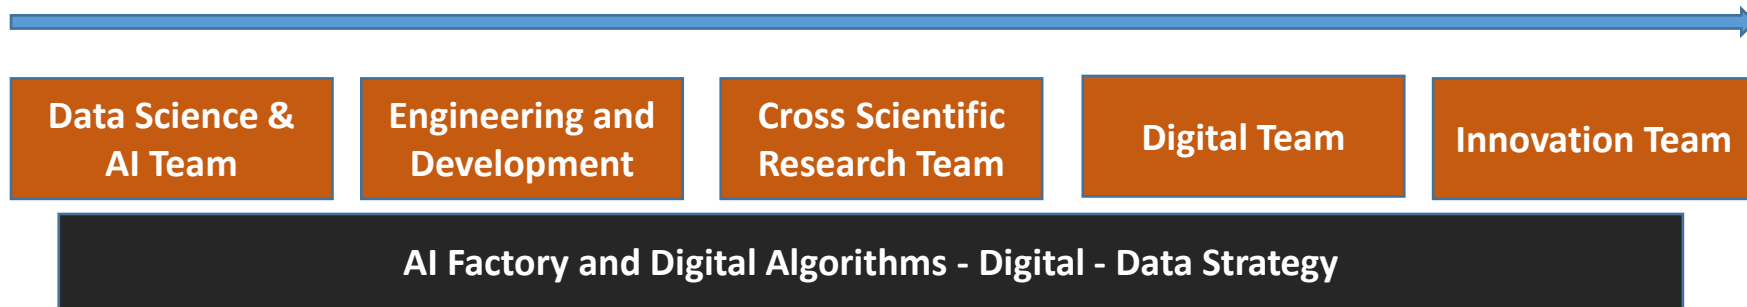 Data Science &
AI Team
Engineering and
Development
Cross Scientific
Research Team
Digital Team
Innovation Team
AI Factory and Digital Algorithms - Digital - Data Strategy